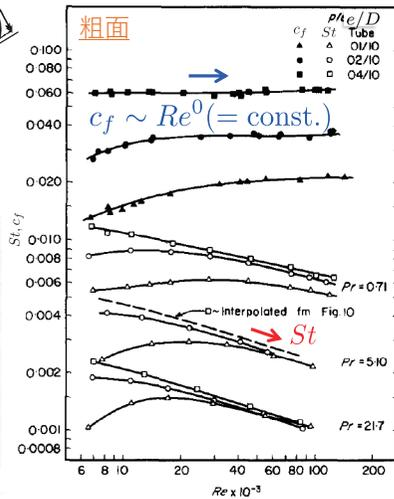 粗面
p/e e/D
c_f St Tube
▲ △ 01/10
● ○ 02/10
■ □ 04/10
0·100
0·080
0·060
c_f ∼ Re^0(= const.)
0·040
0·020
0·010
0·008
0·006
0·004
0·002
0·001
0·0008
St, c_f
Pr=0·71
□~Interpolated fm Fig. 10
St
Pr=5·10
Pr=21·7
6 8 10 20 40 60 80 100 200
Re x 10^-3